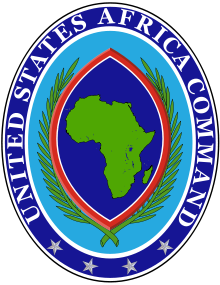 UNITED STATES AFRICA COMMAND